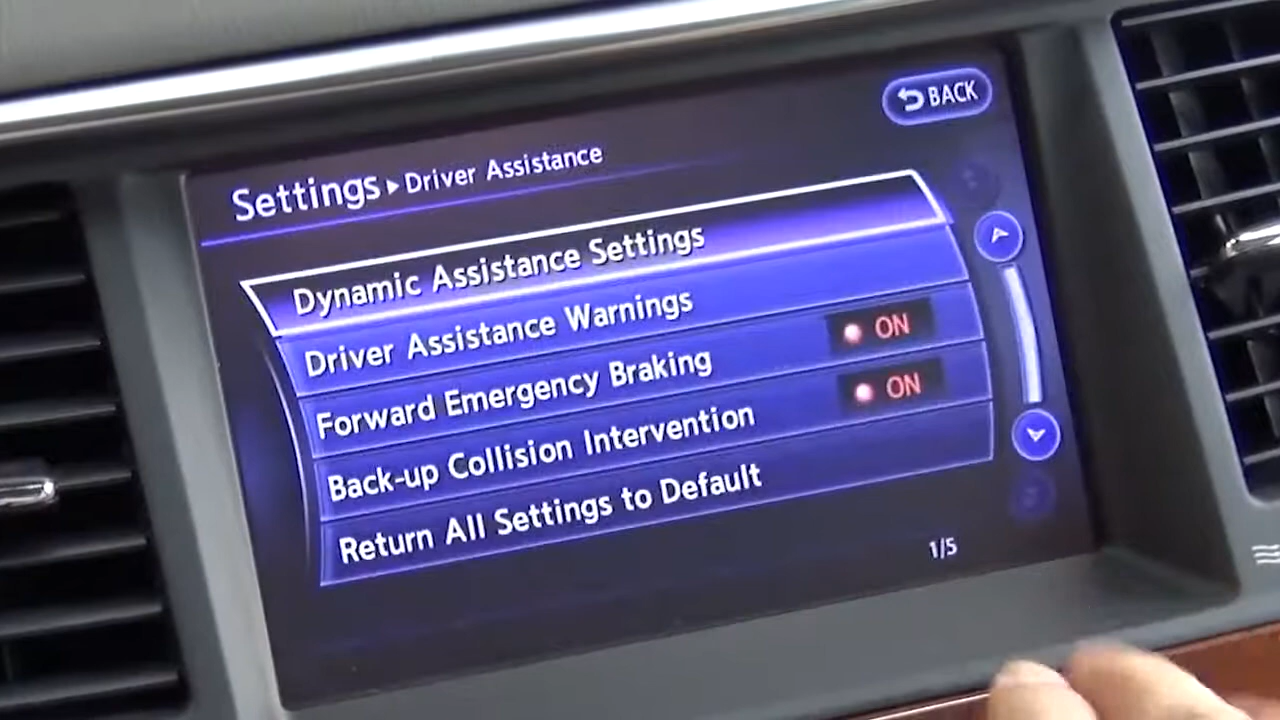 BACK
Settings ▸ Driver Assistance
Dynamic Assistance Settings
Driver Assistance Warnings
Forward Emergency Braking ON
Back-up Collision Intervention ON
Return All Settings to Default
1/5